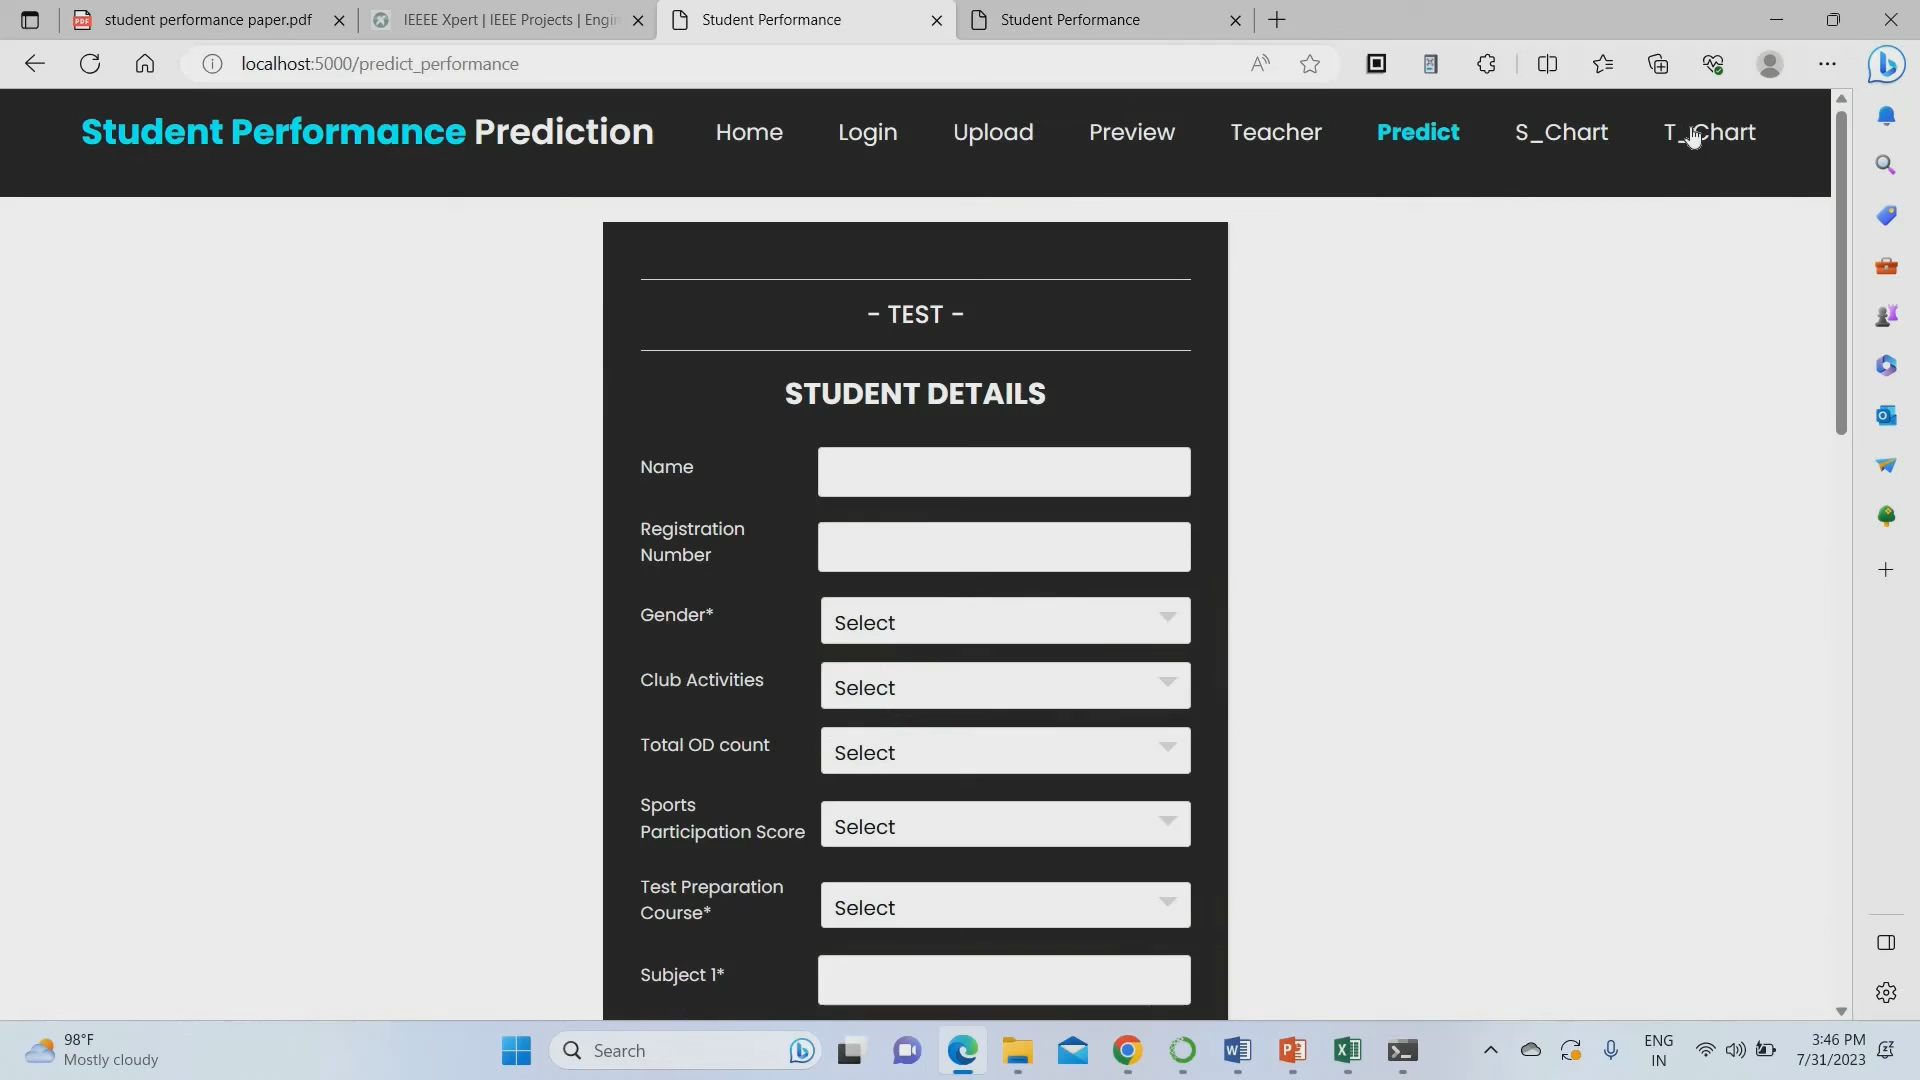 student performance paper.pdf
IEEEE Xpert | IEEE Projects | Engin
Student Performance
Student Performance
localhost:5000/predict_performance
Student Performance Prediction
Home
Login
Upload
Preview
Teacher
Predict
S_Chart
T_Chart
- TEST -
STUDENT DETAILS
Name
Registration
Number
Gender*
Select
Club Activities
Select
Total OD count
Select
Sports
Participation Score
Select
Test Preparation
Course*
Select
Subject 1*
98°F
Mostly cloudy
Search
ENG
IN
3:46 PM
7/31/2023